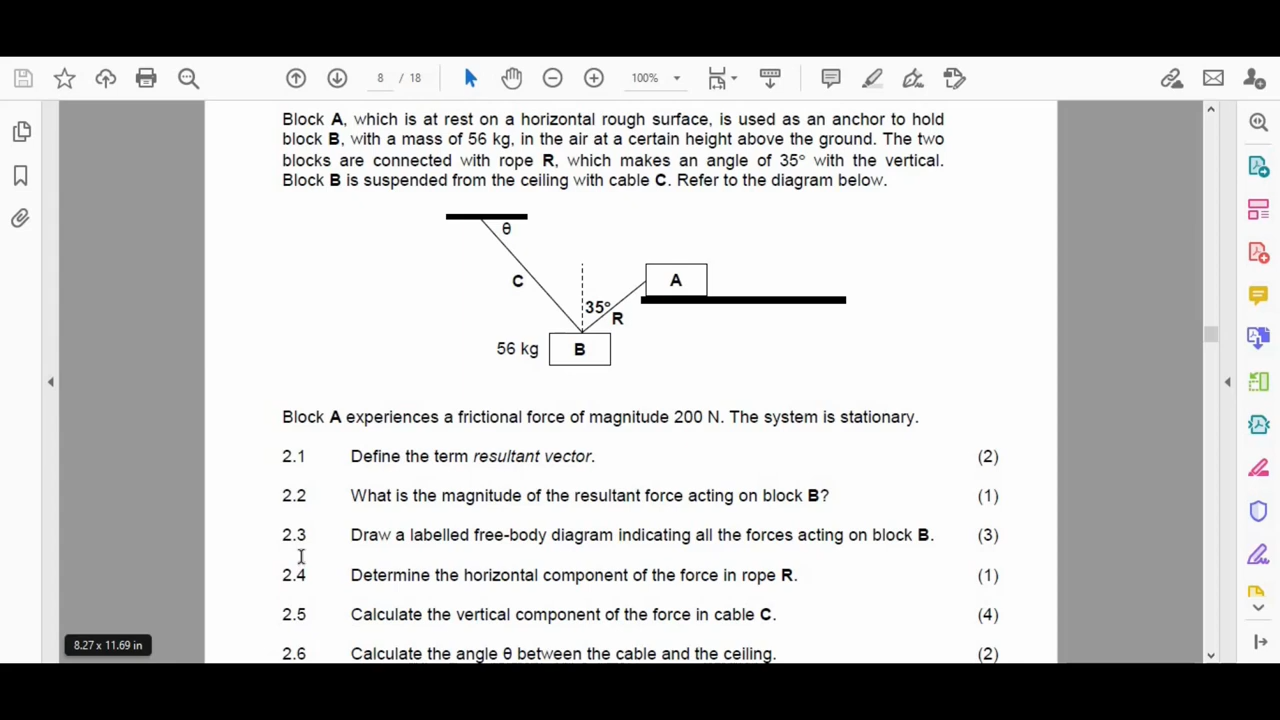 8 / 18
100%
Block A, which is at rest on a horizontal rough surface, is used as an anchor to hold
block B, with a mass of 56 kg, in the air at a certain height above the ground. The two
blocks are connected with rope R, which makes an angle of 35° with the vertical.
Block B is suspended from the ceiling with cable C. Refer to the diagram below.
θ
C
A
35°
R
56 kg
B
Block A experiences a frictional force of magnitude 200 N. The system is stationary.
2.1 Define the term resultant vector. (2)
2.2 What is the magnitude of the resultant force acting on block B? (1)
2.3 Draw a labelled free-body diagram indicating all the forces acting on block B. (3)
2.4 Determine the horizontal component of the force in rope R. (1)
2.5 Calculate the vertical component of the force in cable C. (4)
2.6 Calculate the angle θ between the cable and the ceiling. (2)
8.27 x 11.69 in